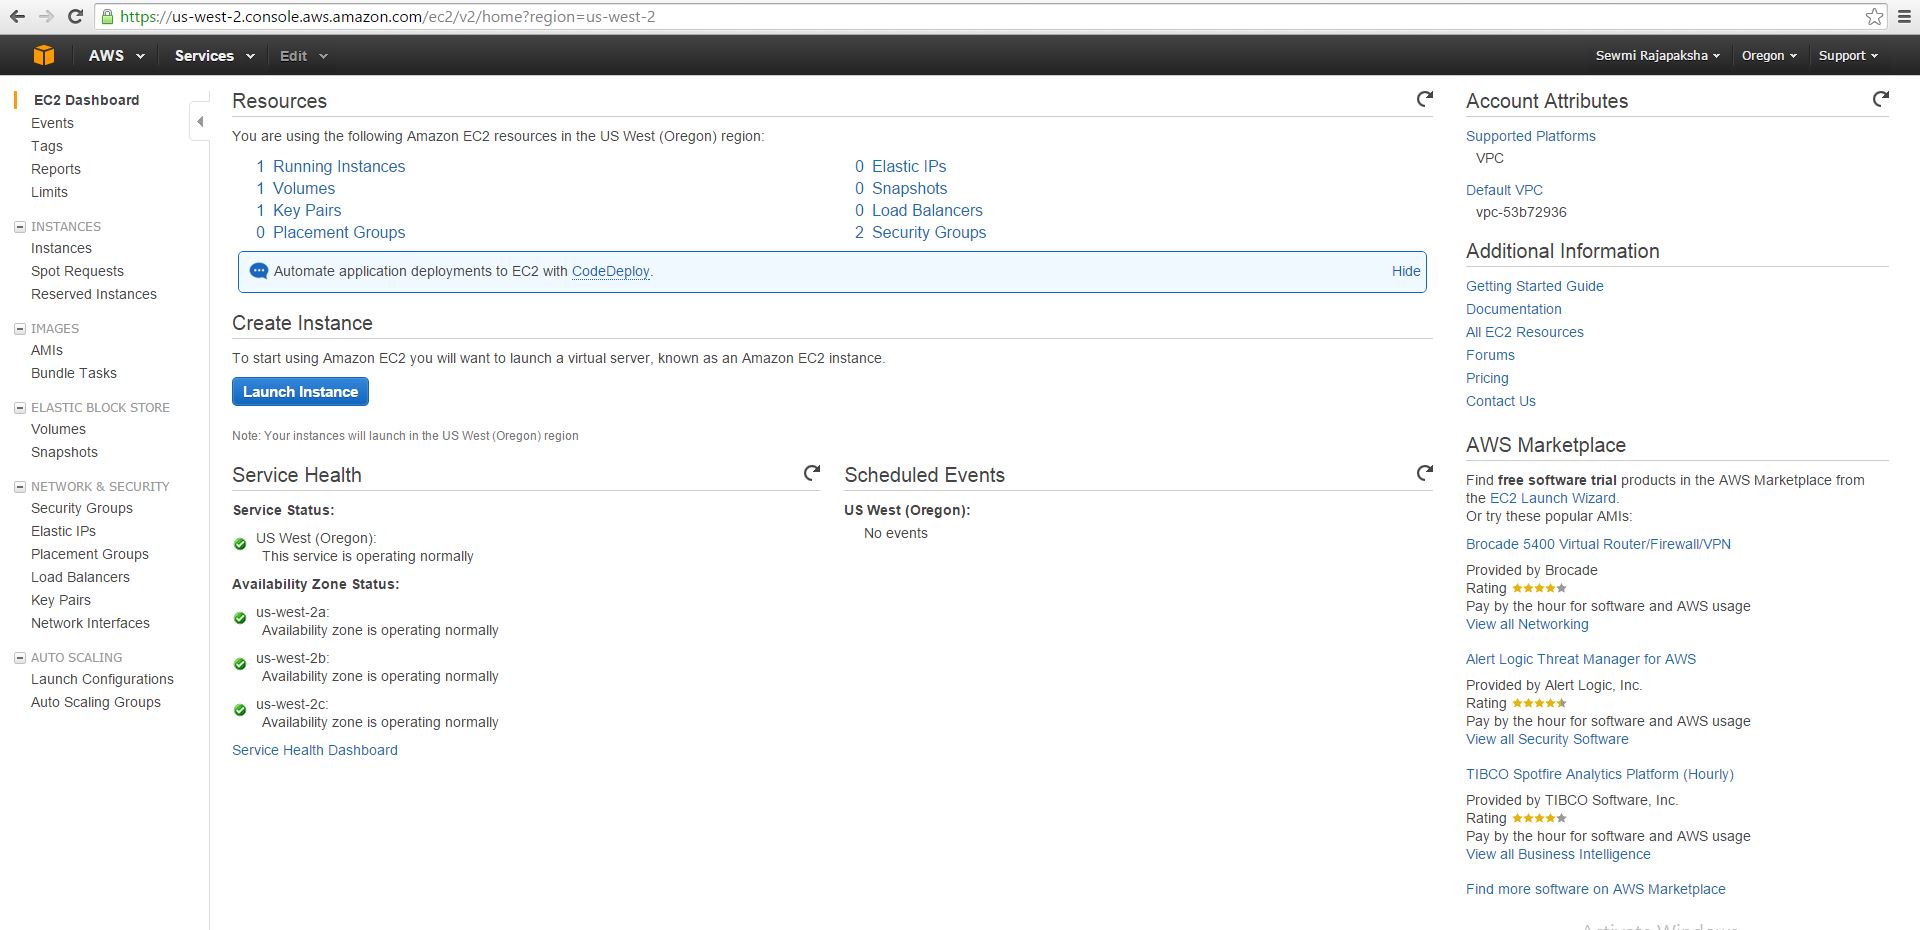 https://us-west-2.console.aws.amazon.com/ec2/v2/home?region=us-west-2
AWS Services Edit
Sewmi Rajapaksha Oregon Support
EC2 Dashboard
Events
Tags
Reports
Limits
INSTANCES
Instances
Spot Requests
Reserved Instances
IMAGES
AMIs
Bundle Tasks
ELASTIC BLOCK STORE
Volumes
Snapshots
NETWORK & SECURITY
Security Groups
Elastic IPs
Placement Groups
Load Balancers
Key Pairs
Network Interfaces
AUTO SCALING
Launch Configurations
Auto Scaling Groups
Resources
You are using the following Amazon EC2 resources in the US West (Oregon) region:
1 Running Instances
1 Volumes
1 Key Pairs
0 Placement Groups
0 Elastic IPs
0 Snapshots
0 Load Balancers
2 Security Groups
Automate application deployments to EC2 with CodeDeploy.
Hide
Create Instance
To start using Amazon EC2 you will want to launch a virtual server, known as an Amazon EC2 instance.
Launch Instance
Note: Your instances will launch in the US West (Oregon) region
Service Health
Service Status:
US West (Oregon):
This service is operating normally
Availability Zone Status:
us-west-2a:
Availability zone is operating normally
us-west-2b:
Availability zone is operating normally
us-west-2c:
Availability zone is operating normally
Service Health Dashboard
Scheduled Events
US West (Oregon):
No events
Account Attributes
Supported Platforms
VPC
Default VPC
vpc-53b72936
Additional Information
Getting Started Guide
Documentation
All EC2 Resources
Forums
Pricing
Contact Us
AWS Marketplace
Find free software trial products in the AWS Marketplace from
the EC2 Launch Wizard.
Or try these popular AMIs:
Brocade 5400 Virtual Router/Firewall/VPN
Provided by Brocade
Rating
Pay by the hour for software and AWS usage
View all Networking
Alert Logic Threat Manager for AWS
Provided by Alert Logic, Inc.
Rating
Pay by the hour for software and AWS usage
View all Security Software
TIBCO Spotfire Analytics Platform (Hourly)
Provided by TIBCO Software, Inc.
Rating
Pay by the hour for software and AWS usage
View all Business Intelligence
Find more software on AWS Marketplace